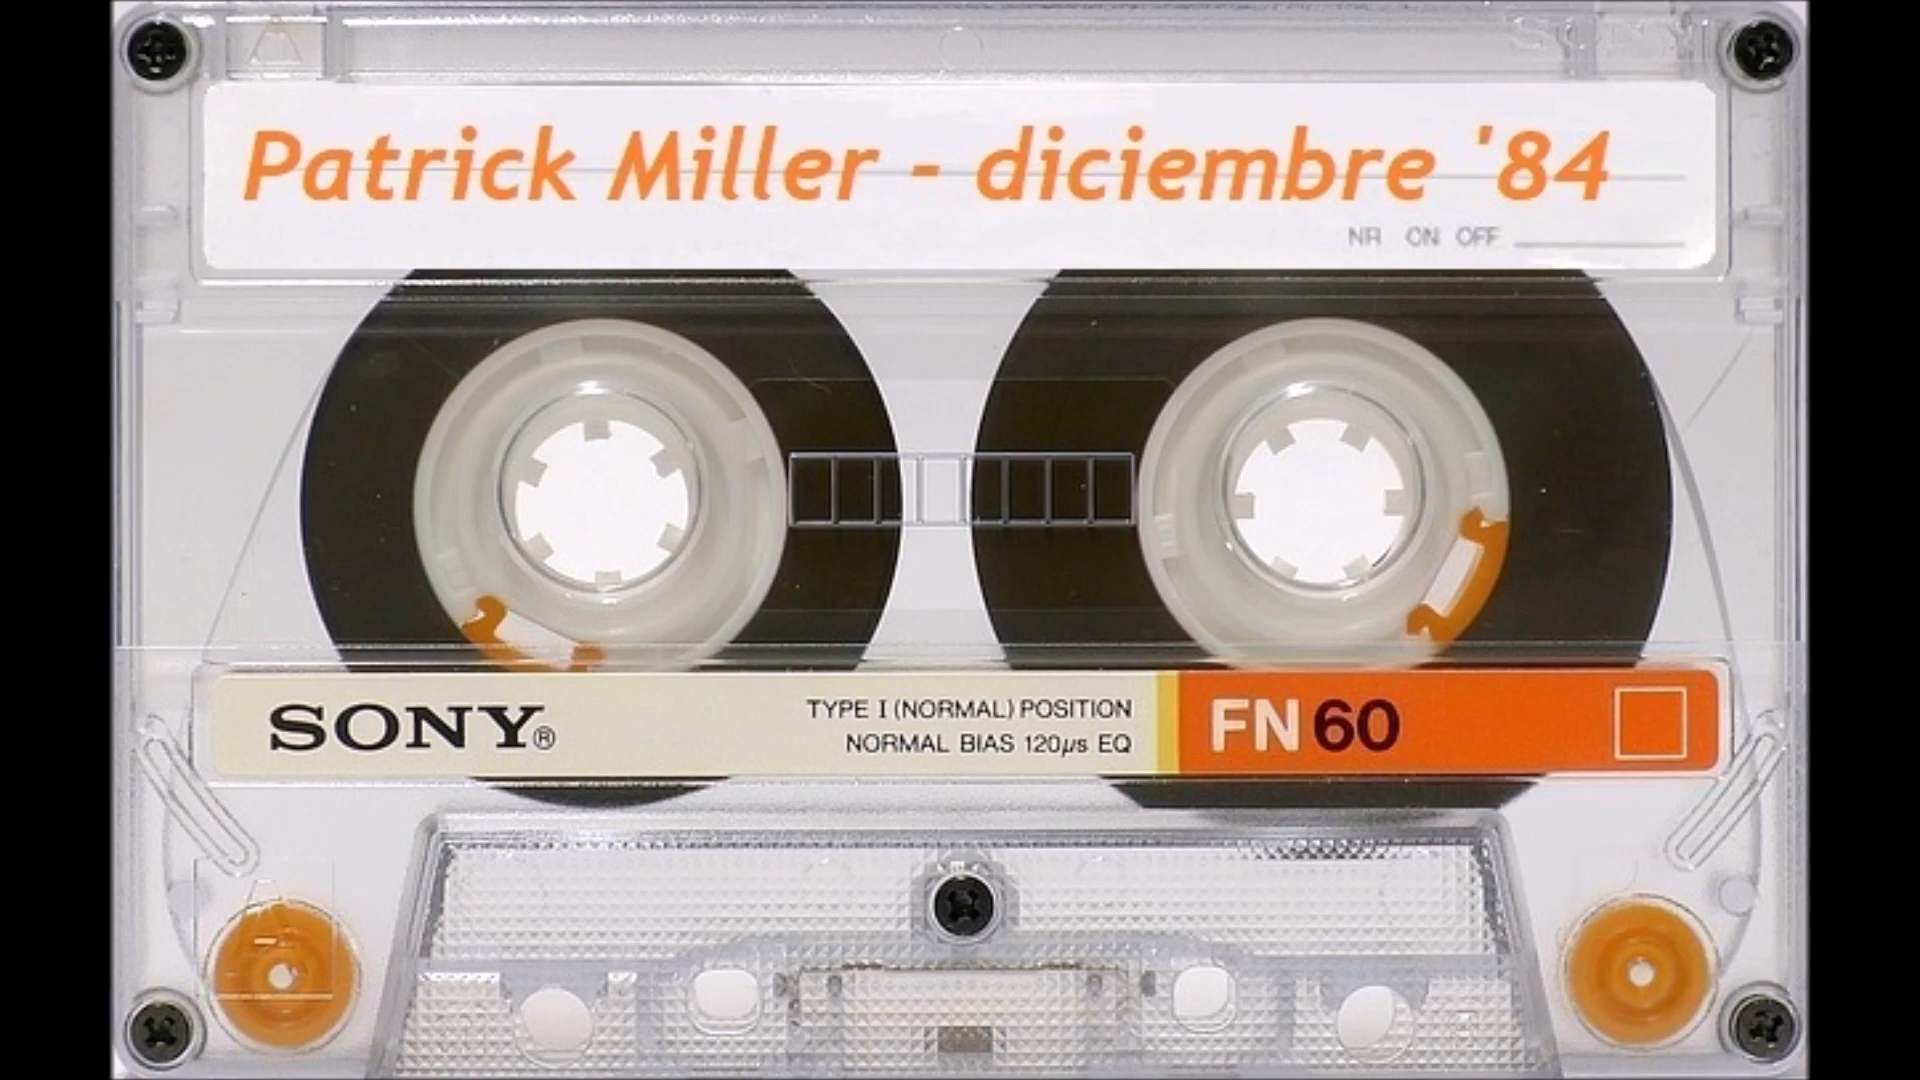 Patrick Miller - diciembre '84
NR ON OFF
SONY®
TYPE I (NORMAL) POSITION
NORMAL BIAS 120µs EQ
FN 60
A